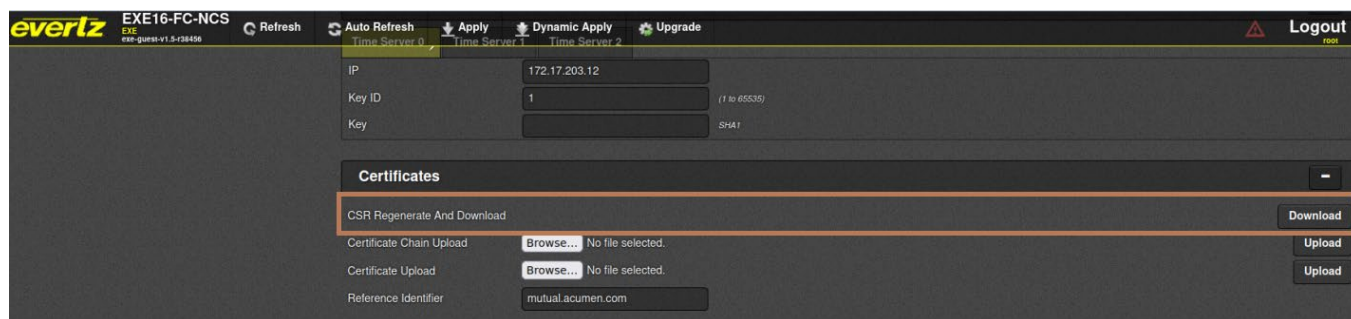 evertz EXE16-FC-NCS Refresh Auto Refresh Apply Dynamic Apply Upgrade Logout
EXE root
exe-guest-v1.5-r38456
Time Server 0 Time Server 1 Time Server 2
IP 172.17.203.12
Key ID 1 (1 to 65535)
Key SHA1
Certificates -
CSR Regenerate And Download Download
Certificate Chain Upload Browse... No file selected. Upload
Certificate Upload Browse... No file selected. Upload
Reference Identifier mutual.acumen.com